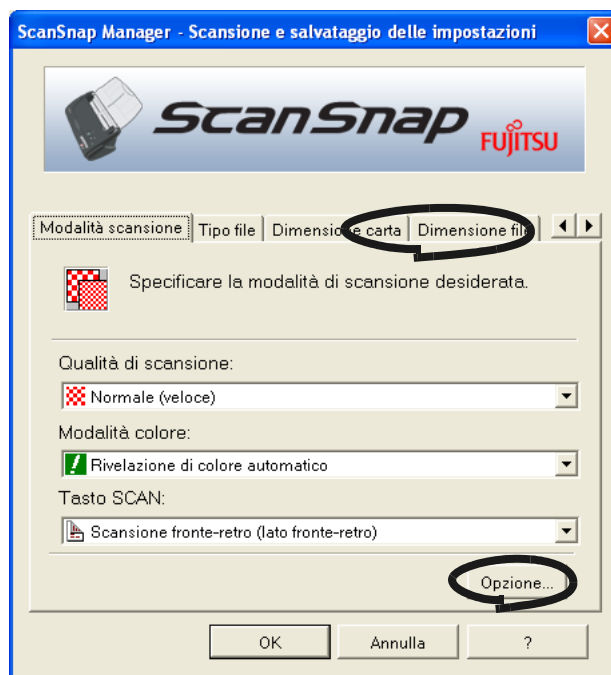 ScanSnap Manager - Scansione e salvataggio delle impostazioni
ScanSnap
FUJITSU
Modalità scansione Tipo file Dimensione carta Dimensione file
Specificare la modalità di scansione desiderata.
Qualità di scansione:
Normale (veloce)
Modalità colore:
Rivelazione di colore automatico
Tasto SCAN:
Scansione fronte-retro (lato fronte-retro)
Opzione...
OK Annulla ?